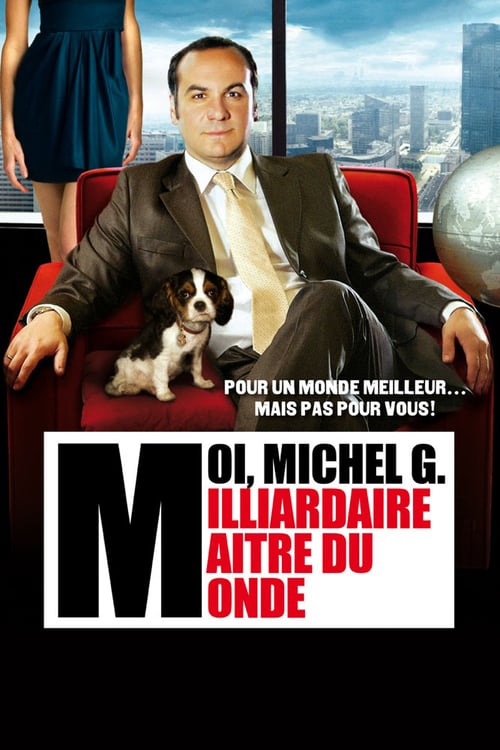 POUR UN MONDE MEILLEUR...
MAIS PAS POUR VOUS!
MOI, MICHEL G.
MILLIARDAIRE
MAITRE DU
MONDE